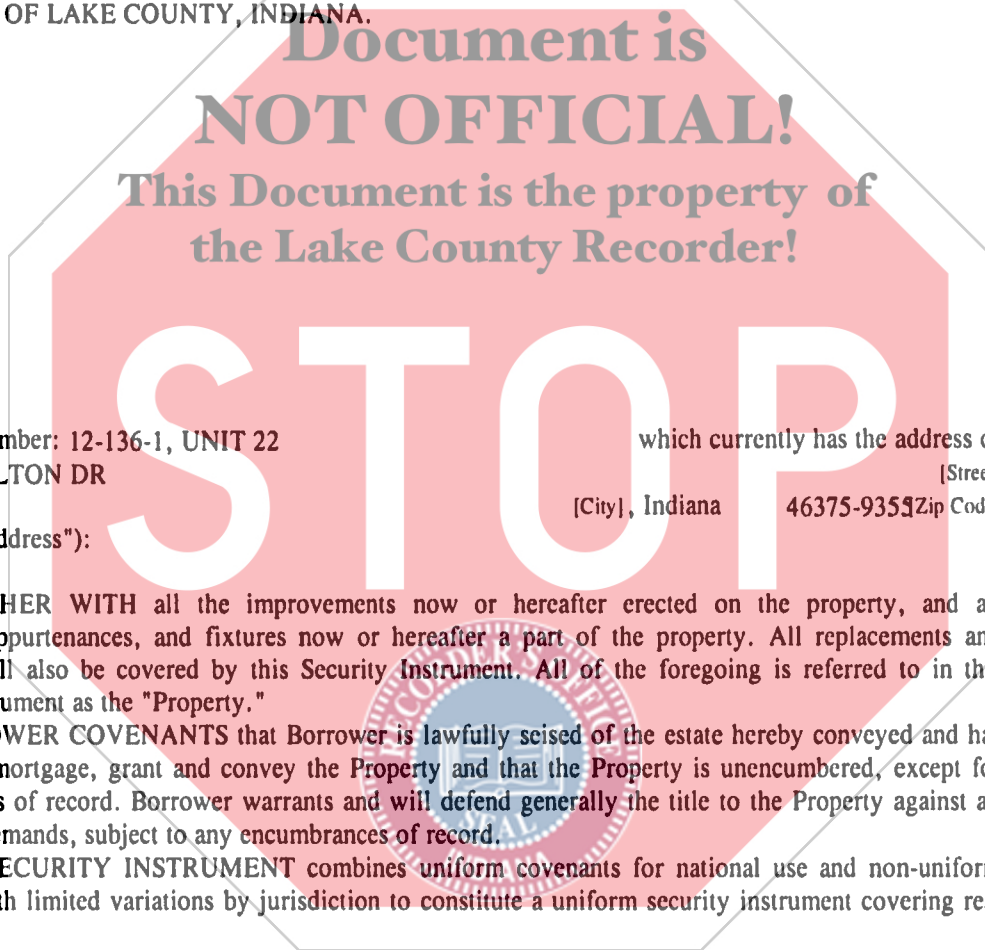 OF LAKE COUNTY, INDIANA.
Document is
NOT OFFICIAL!
This Document is the property of
the Lake County Recorder!
STOP
mber: 12-136-1, UNIT 22 which currently has the address o
LTON DR [Stree
[City], Indiana 46375-9355 [Zip Cod
ddress"):
HER WITH all the improvements now or hereafter erected on the property, and a
ppurtenances, and fixtures now or hereafter a part of the property. All replacements an
ll also be covered by this Security Instrument. All of the foregoing is referred to in th
ument as the "Property."
OWER COVENANTS that Borrower is lawfully seised of the estate hereby conveyed and ha
mortgage, grant and convey the Property and that the Property is unencumbered, except fo
s of record. Borrower warrants and will defend generally the title to the Property against a
mands, subject to any encumbrances of record.
ECURITY INSTRUMENT combines uniform covenants for national use and non-uniform
th limited variations by jurisdiction to constitute a uniform security instrument covering re
RECORDER'S OFFICE
SEAL
INDIANA